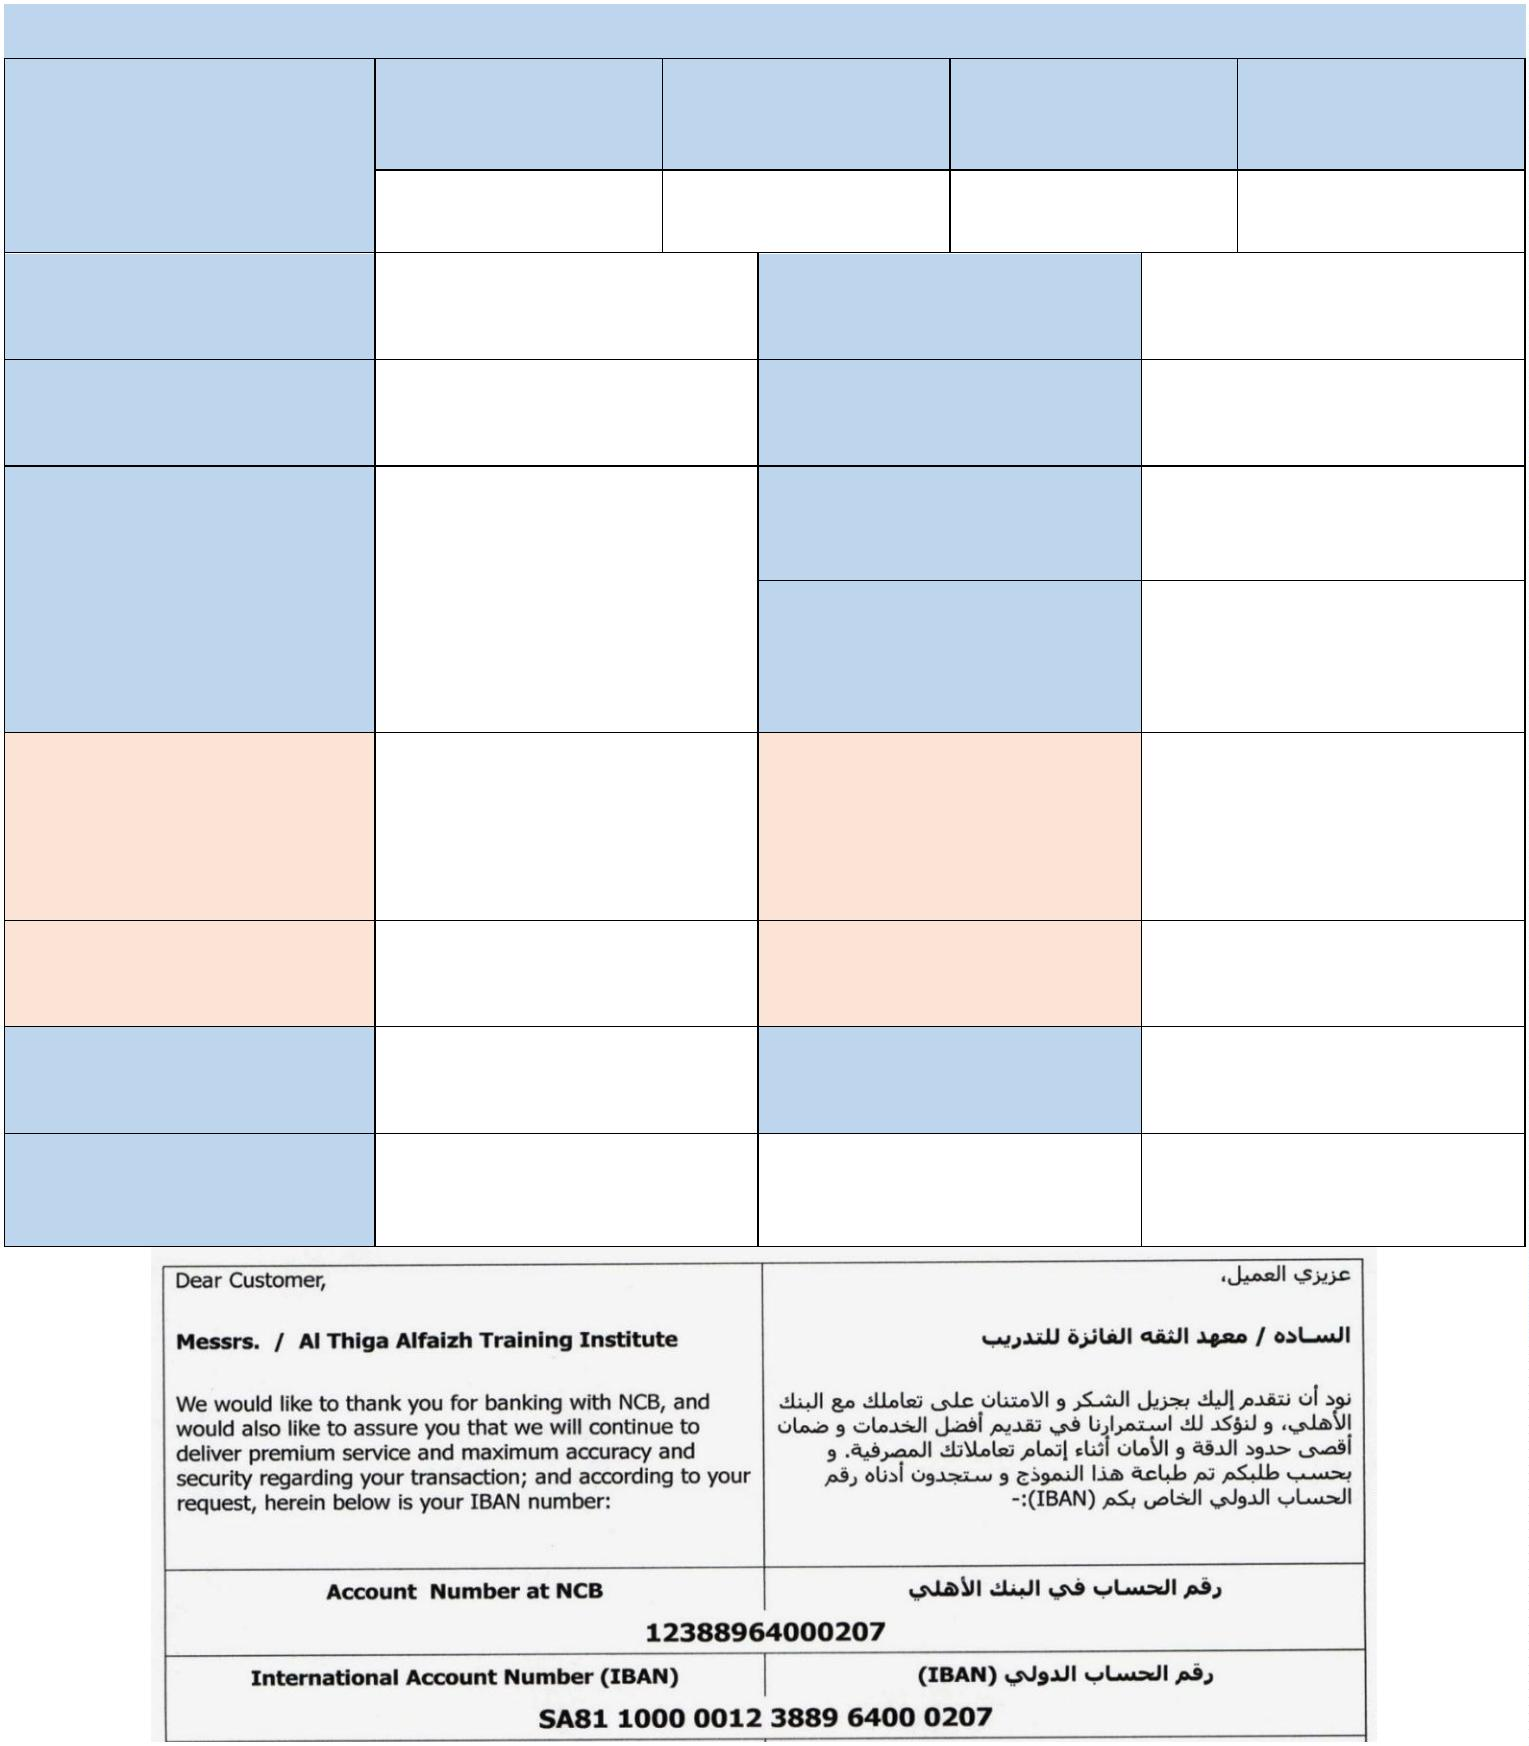 Dear Customer,
Messrs. / Al Thiga Alfaizh Training Institute
We would like to thank you for banking with NCB, and
would also like to assure you that we will continue to
deliver premium service and maximum accuracy and
security regarding your transaction; and according to your
request, herein below is your IBAN number:
عزيزي العميل،
الساده / معهد الثقه الفائزة للتدريب
نود أن نتقدم إليك بجزيل الشكر و الامتنان على تعاملك مع البنك
الأهلي، و لنؤكد لك استمرارنا في تقديم أفضل الخدمات و ضمان
أقصى حدود الدقة و الأمان أثناء إتمام تعاملاتك المصرفية. و
بحسب طلبكم تم طباعة هذا النموذج و ستجدون أدناه رقم
الحساب الدولي الخاص بكم (IBAN):-
Account Number at NCB
رقم الحساب في البنك الأهلي
12388964000207
International Account Number (IBAN)
رقم الحساب الدولي (IBAN)
SA81 1000 0012 3889 6400 0207